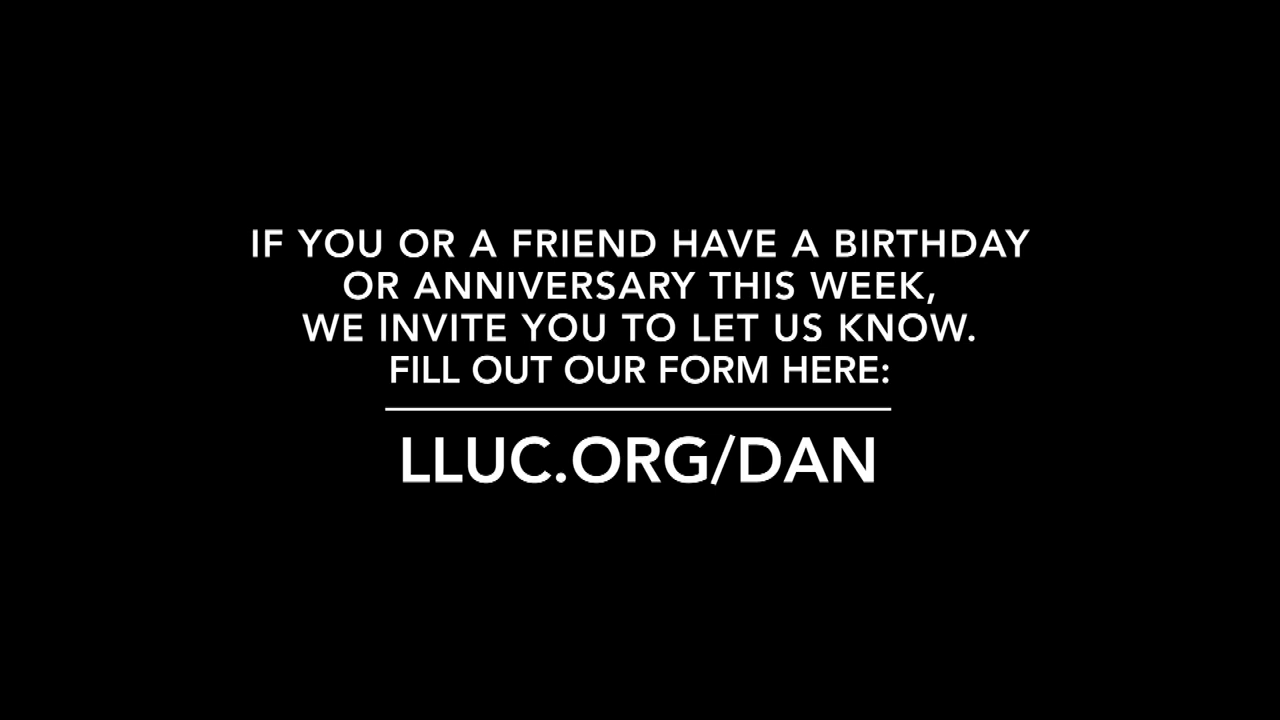 IF YOU OR A FRIEND HAVE A BIRTHDAY
OR ANNIVERSARY THIS WEEK,
WE INVITE YOU TO LET US KNOW.
FILL OUT OUR FORM HERE:
LLUC.ORG/DAN